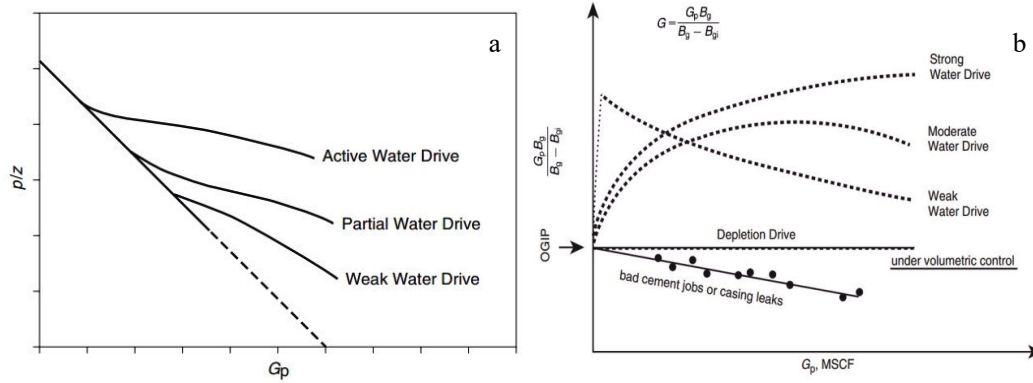 a
p/z
Active Water Drive
Partial Water Drive
Weak Water Drive
Gp
b
G = GpBg / Bg − Bgi
Strong
Water Drive
Moderate
Water Drive
Weak
Water Drive
GpBg / Bg − Bgi
OGIP
Depletion Drive
under volumetric control
bad cement jobs or casing leaks
Gp, MSCF